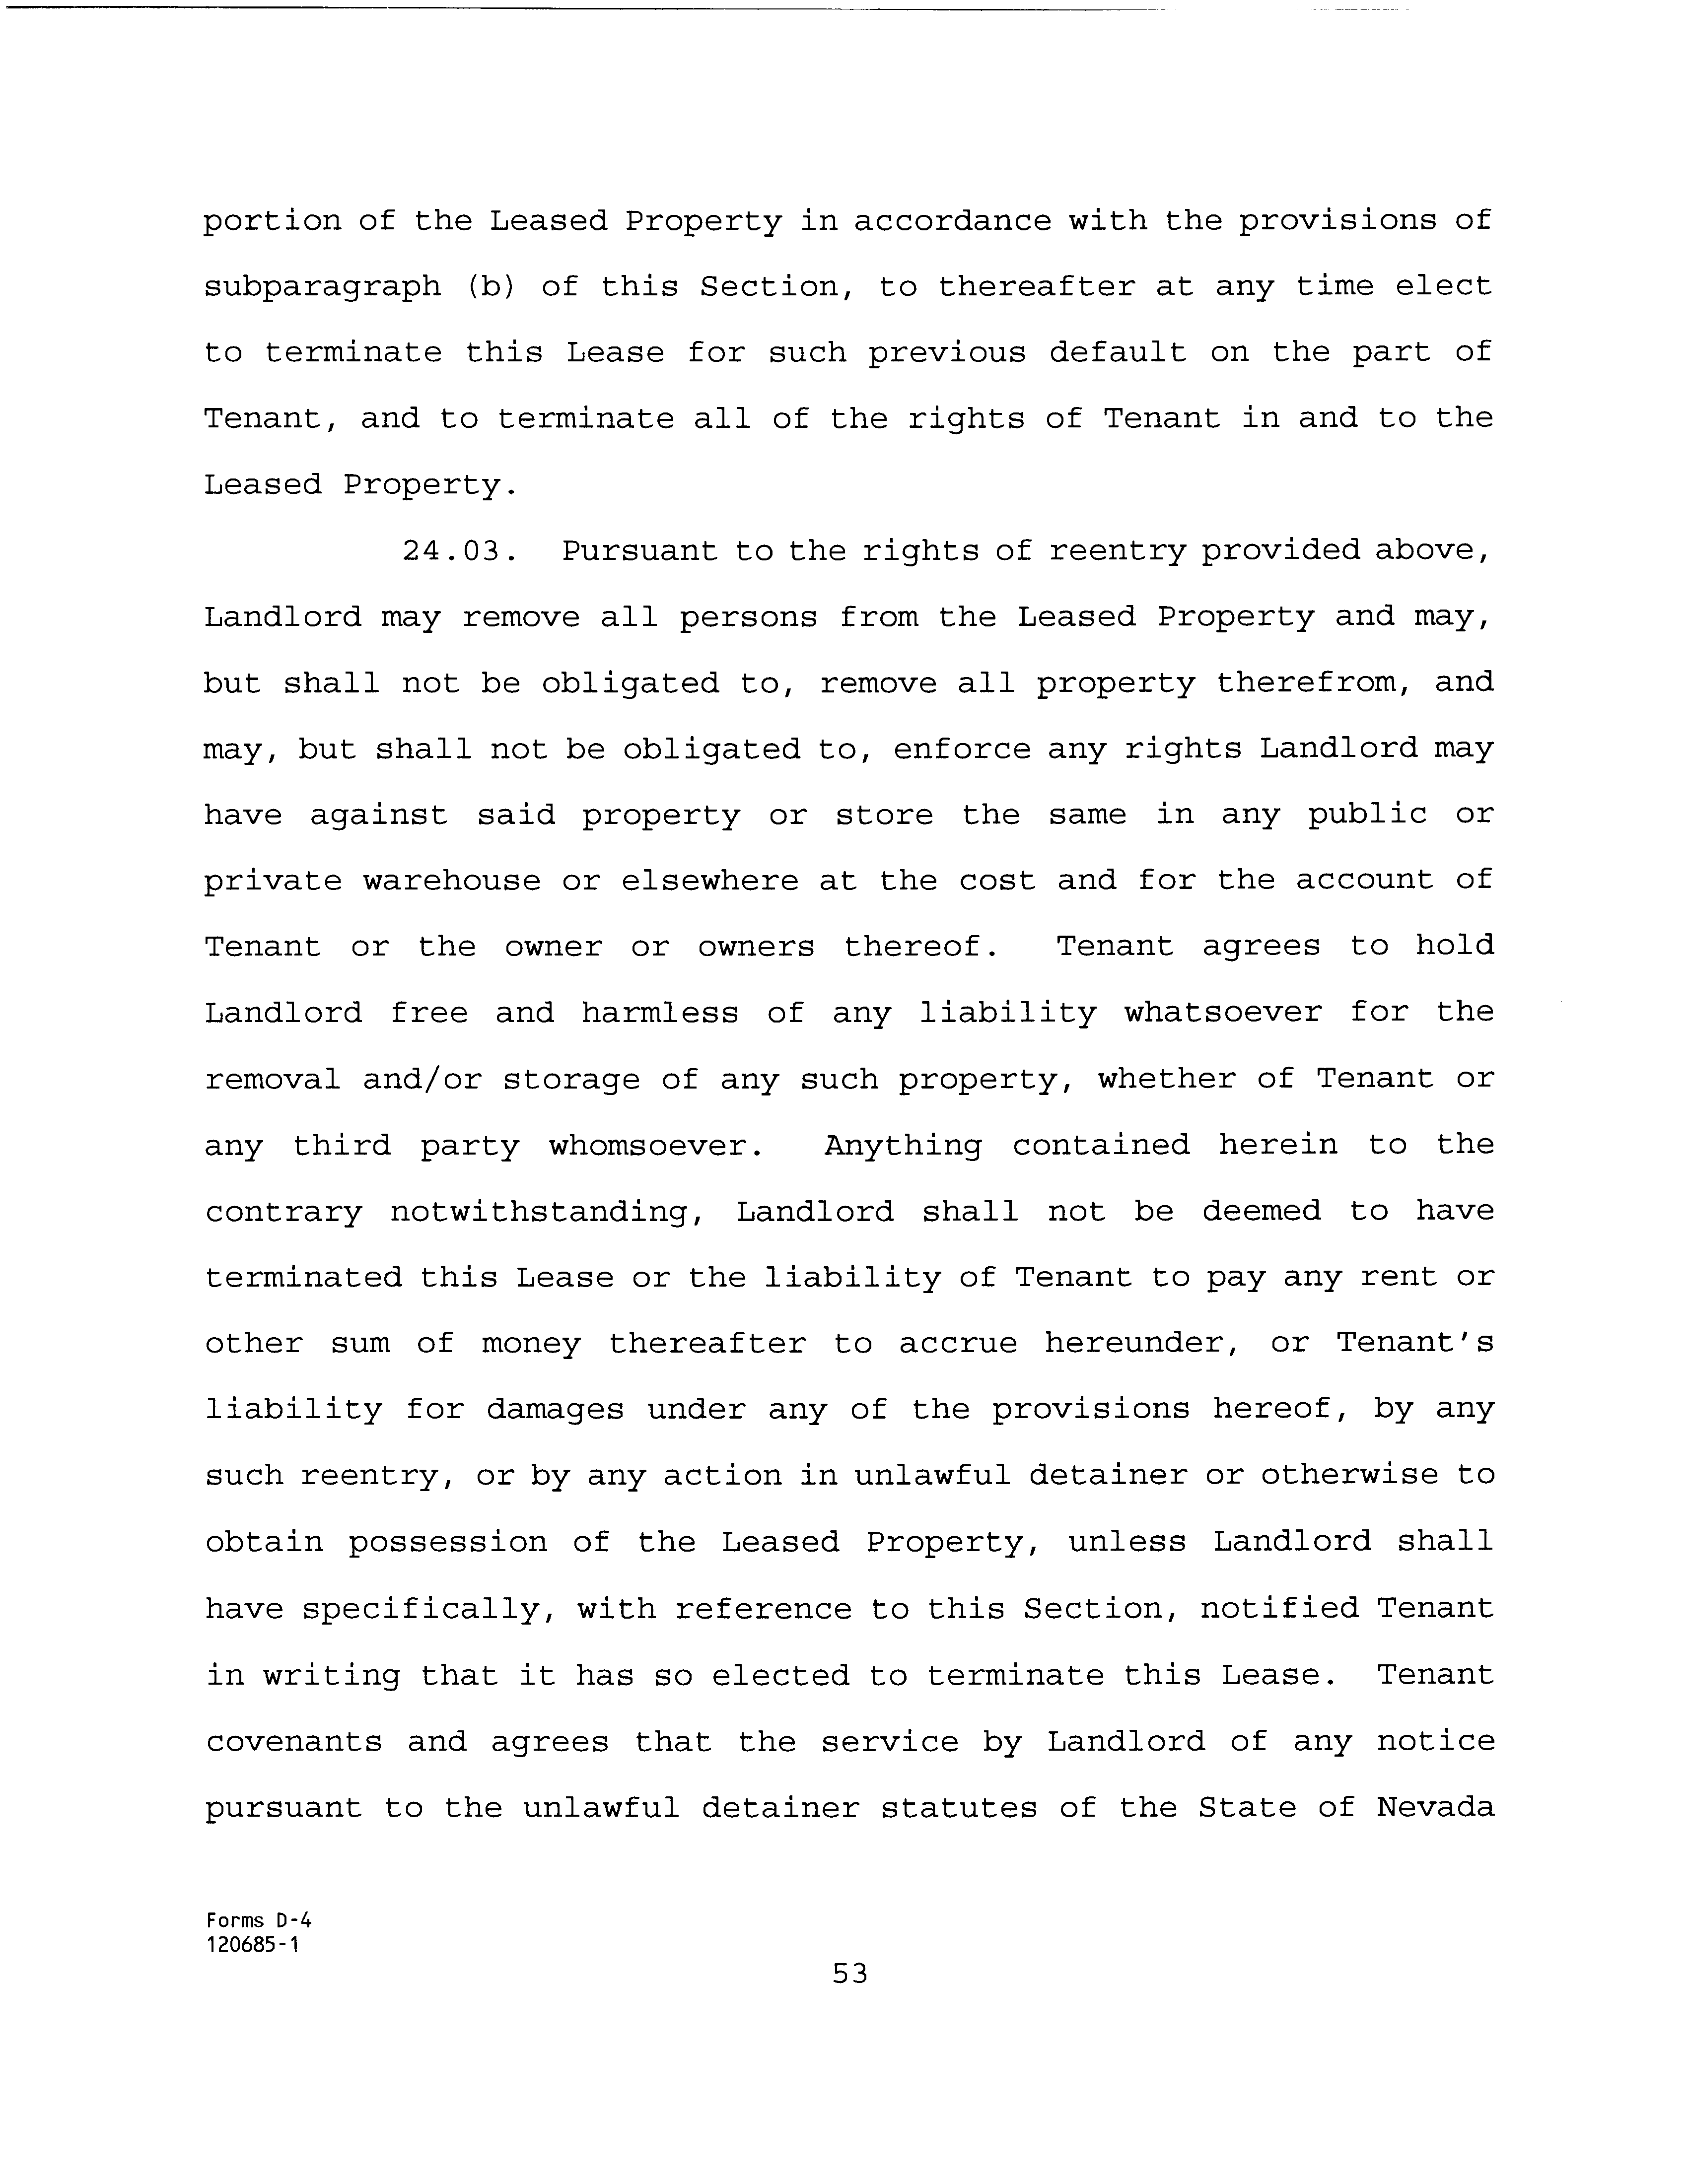 portion of the Leased Property in accordance with the provisions of
subparagraph (b) of this Section, to thereafter at any time elect
to terminate this Lease for such previous default on the part of
Tenant, and to terminate all of the rights of Tenant in and to the
Leased Property.
24.03. Pursuant to the rights of reentry provided above,
Landlord may remove all persons from the Leased Property and may,
but shall not be obligated to, remove all property therefrom, and
may, but shall not be obligated to, enforce any rights Landlord may
have against said property or store the same in any public or
private warehouse or elsewhere at the cost and for the account of
Tenant or the owner or owners thereof. Tenant agrees to hold
Landlord free and harmless of any liability whatsoever for the
removal and/or storage of any such property, whether of Tenant or
any third party whomsoever. Anything contained herein to the
contrary notwithstanding, Landlord shall not be deemed to have
terminated this Lease or the liability of Tenant to pay any rent or
other sum of money thereafter to accrue hereunder, or Tenant's
liability for damages under any of the provisions hereof, by any
such reentry, or by any action in unlawful detainer or otherwise to
obtain possession of the Leased Property, unless Landlord shall
have specifically, with reference to this Section, notified Tenant
in writing that it has so elected to terminate this Lease. Tenant
covenants and agrees that the service by Landlord of any notice
pursuant to the unlawful detainer statutes of the State of Nevada
Forms D-4
120685-1
53